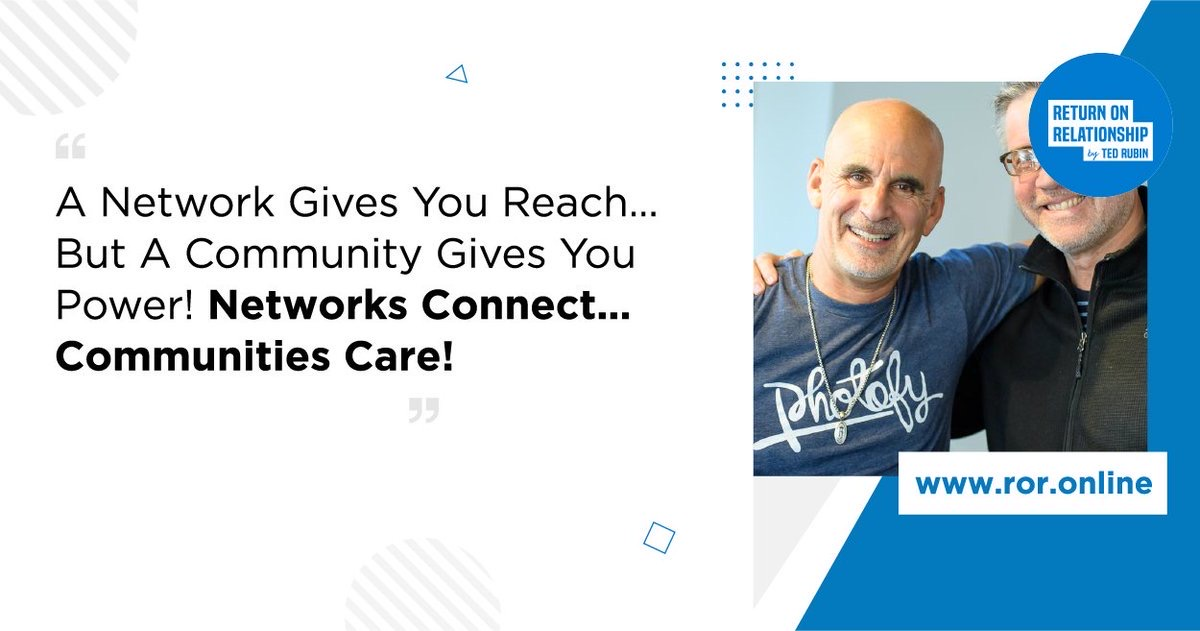 “
A Network Gives You Reach...
But A Community Gives You
Power! Networks Connect...
Communities Care!
”
RETURN ON
RELATIONSHIP
by TED RUBIN
photofy
www.ror.online